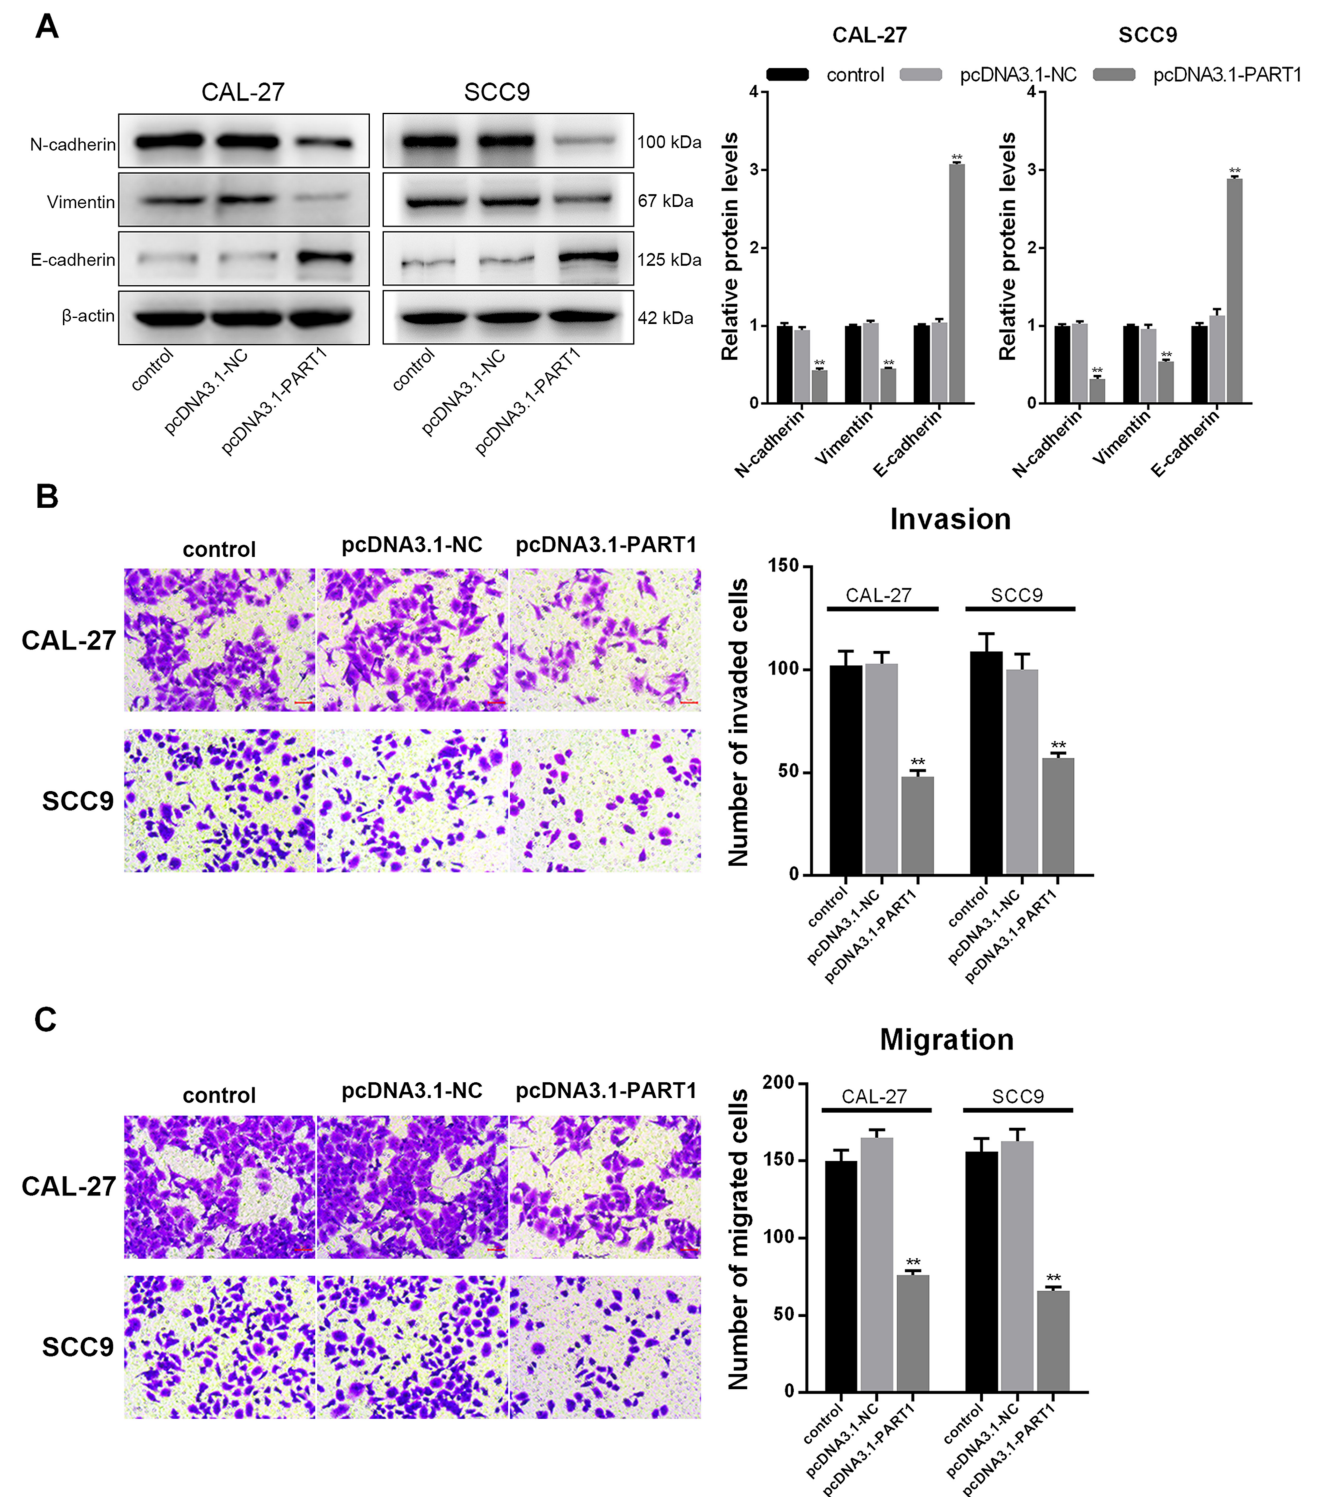 A
CAL-27
SCC9
N-cadherin
100 kDa
Vimentin
67 kDa
E-cadherin
125 kDa
β-actin
42 kDa
control
pcDNA3.1-NC
pcDNA3.1-PART1
control
pcDNA3.1-NC
pcDNA3.1-PART1
CAL-27
SCC9
control
pcDNA3.1-NC
pcDNA3.1-PART1
Relative protein levels
4
3
2
1
0
**
**
**
N-cadherin
Vimentin
E-cadherin
Relative protein levels
4
3
2
1
0
**
**
**
N-cadherin
Vimentin
E-cadherin
B
control
pcDNA3.1-NC
pcDNA3.1-PART1
CAL-27
SCC9
Invasion
Number of invaded cells
150
100
50
0
CAL-27
SCC9
**
**
control
pcDNA3.1-NC
pcDNA3.1-PART1
control
pcDNA3.1-NC
pcDNA3.1-PART1
C
control
pcDNA3.1-NC
pcDNA3.1-PART1
CAL-27
SCC9
Migration
Number of migrated cells
200
150
100
50
0
CAL-27
SCC9
**
**
control
pcDNA3.1-NC
pcDNA3.1-PART1
control
pcDNA3.1-NC
pcDNA3.1-PART1